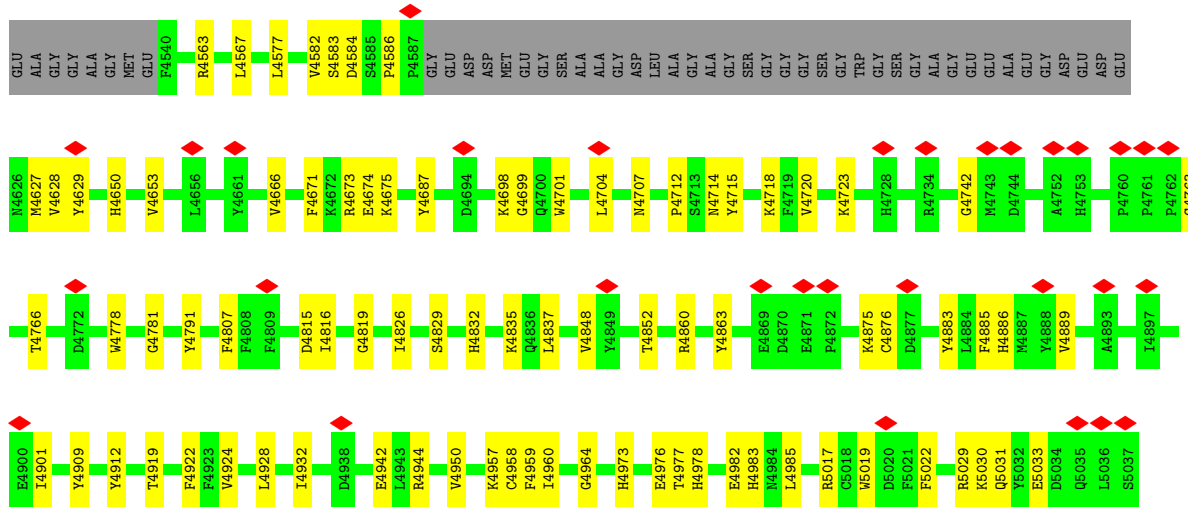 GLU ALA GLY GLY ALA GLY MET GLU F4540 R4563 L4567 L4577 V4582 S4583 D4584 S4585 P4586 P4587 GLY GLU ASP ASP MET GLU GLY SER ALA ALA GLY ASP LEU ALA GLY ALA GLY SER GLY GLY GLY SER GLY TRP GLY SER GLY ALA GLY GLU GLU ALA GLU GLY ASP GLU ASP GLU
N4626 M4627 V4628 Y4629 H4650 V4653 L4656 Y4661 V4666 F4671 K4672 R4673 E4674 K4675 Y4687 D4694 K4698 G4699 Q4700 W4701 L4704 N4707 P4712 S4713 N4714 Y4715 K4718 F4719 V4720 K4723 H4728 R4734 G4742 M4743 D4744 A4752 H4753 P4760 P4761 P4762
T4766 D4772 W4778 G4781 Y4791 F4807 F4808 F4809 D4815 I4816 G4819 I4826 S4829 H4832 K4835 Q4836 L4837 V4848 Y4849 T4852 R4860 Y4863 E4869 D4870 E4871 P4872 K4875 C4876 D4877 Y4883 L4884 F4885 H4886 M4887 Y4888 V4889 A4893 I4897
E4900 I4901 Y4909 Y4912 T4919 F4922 F4923 V4924 L4928 I4932 D4938 E4942 L4943 R4944 V4950 K4957 C4958 F4959 I4960 G4964 H4973 E4976 T4977 H4978 E4982 H4983 N4984 L4985 R5017 C5018 W5019 D5020 F5021 F5022 R5029 K5030 Q5031 Y5032 E5033 D5034 Q5035 L5036 S5037